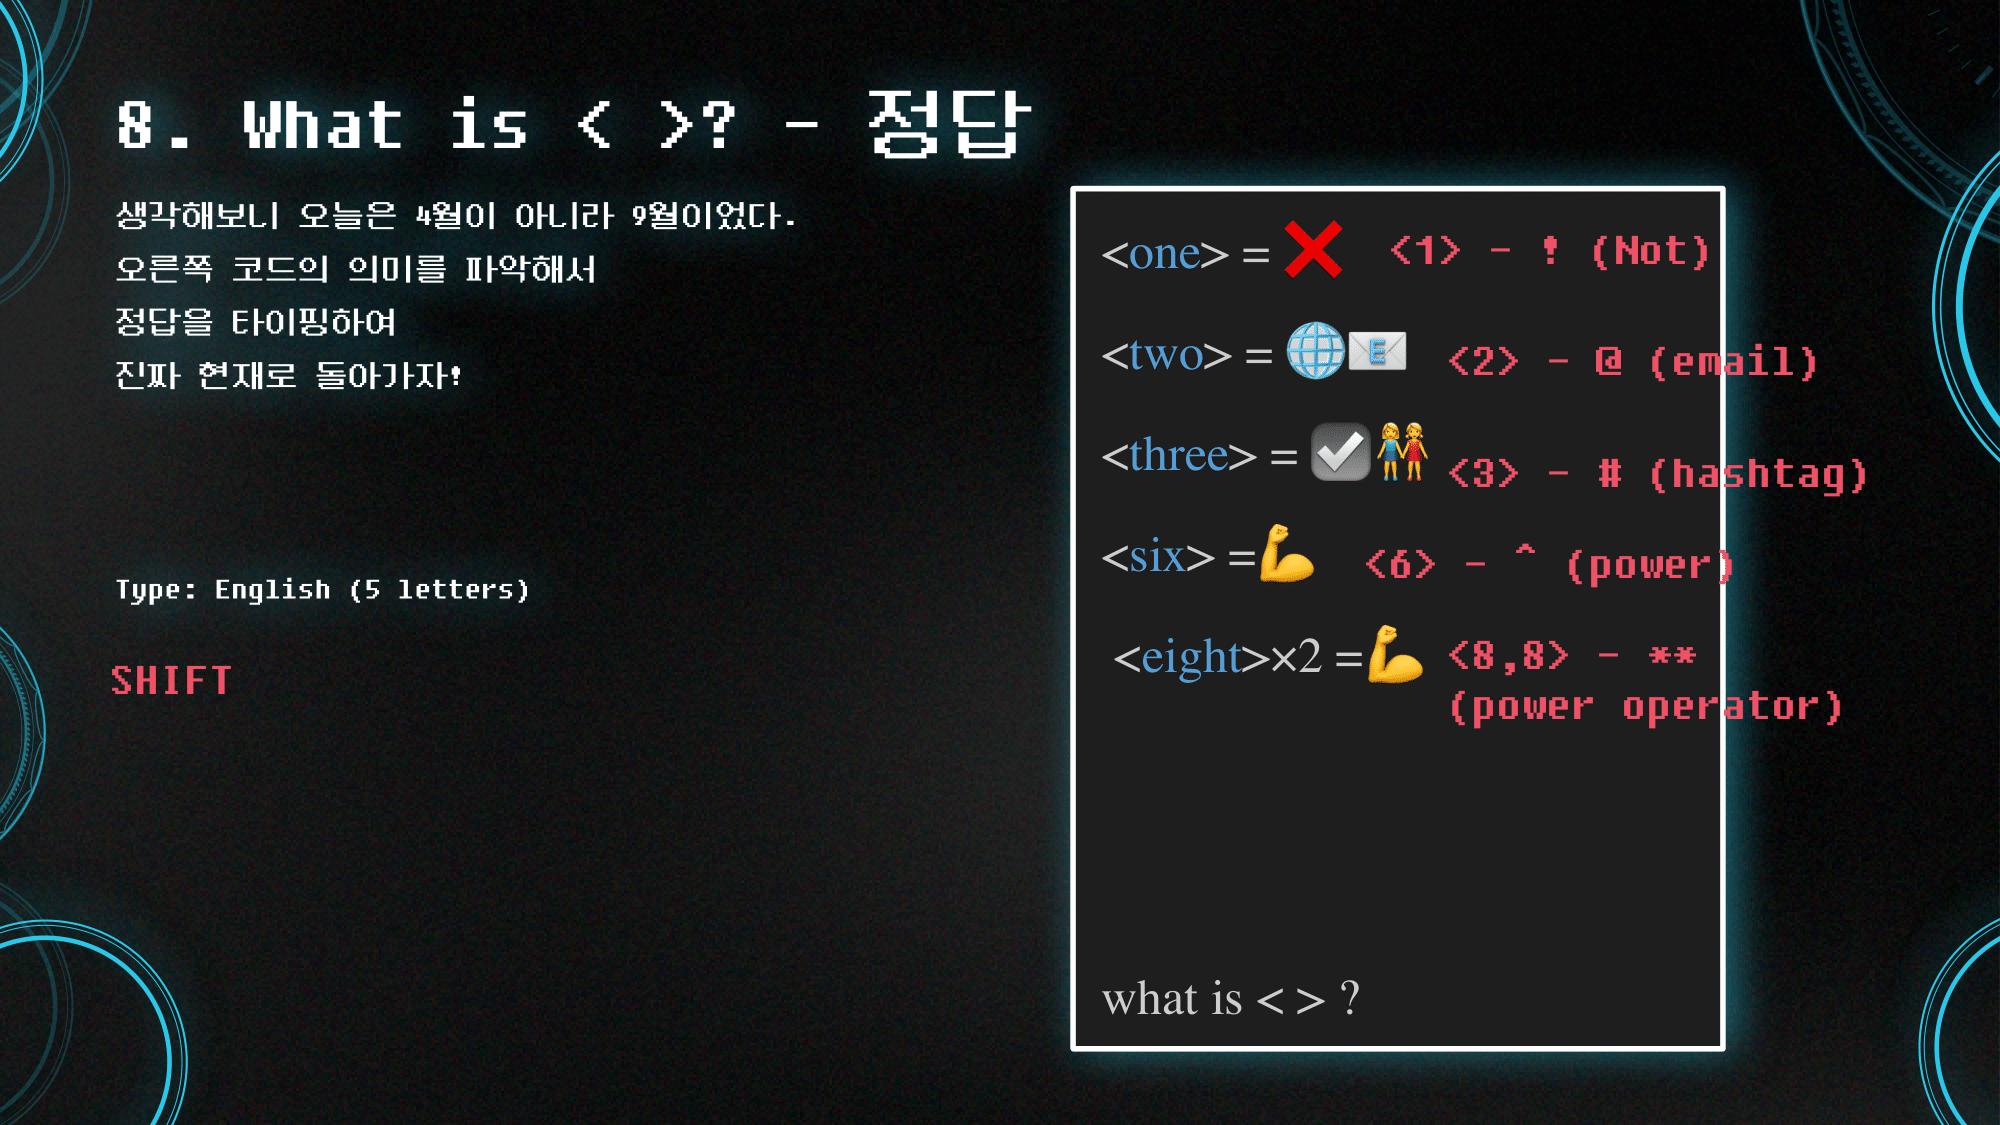 8. What is < >? - 정답
생각해보니 오늘은 4월이 아니라 9월이었다.
오른쪽 코드의 의미를 파악해서
정답을 타이핑하여
진짜 현재로 돌아가자!
Type: English (5 letters)
SHIFT
<one> = ❌ <1> - ! (Not)
<two> = 🌐📧 <2> - @ (email)
<three> = ☑️👭 <3> - # (hashtag)
<six> =💪 <6> - ^ (power)
<eight>×2 =💪 <8,8> - **
(power operator)
what is < > ?